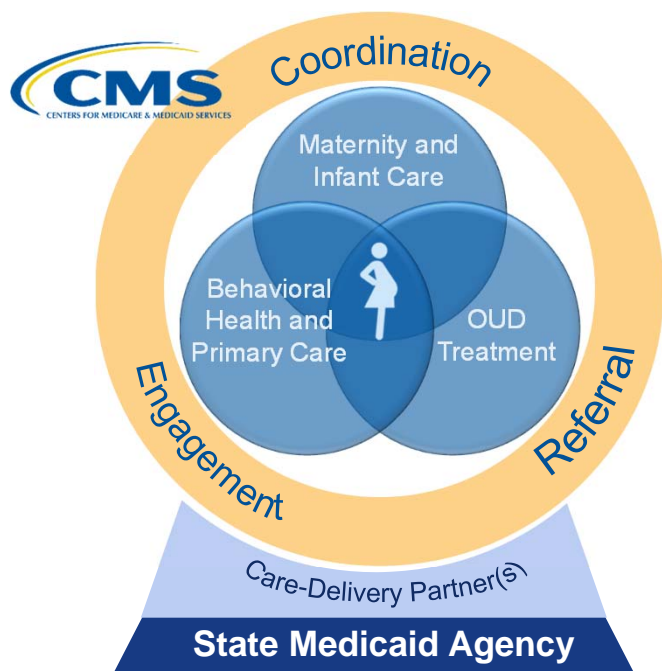 Coordination
CMS
CENTERS FOR MEDICARE & MEDICAID SERVICES
Maternity and
Infant Care
Behavioral
Health and
Primary Care
OUD
Treatment
Engagement
Referral
Care-Delivery Partner(s)
State Medicaid Agency